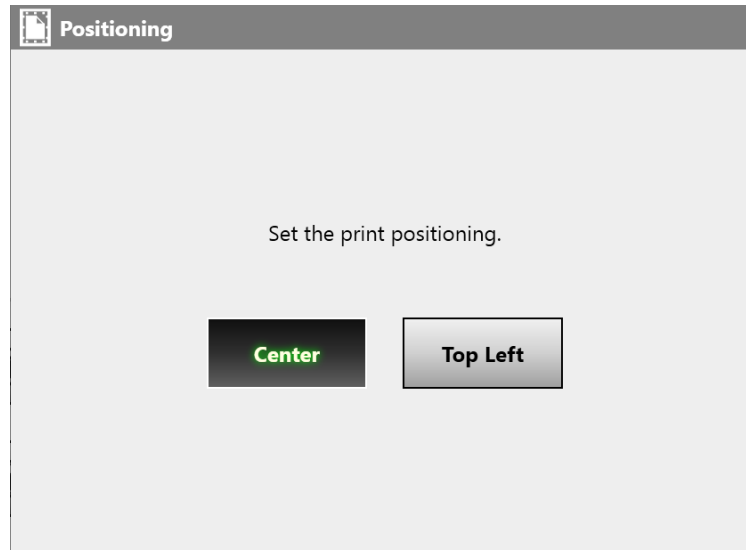 Positioning
Set the print positioning.
Center
Top Left